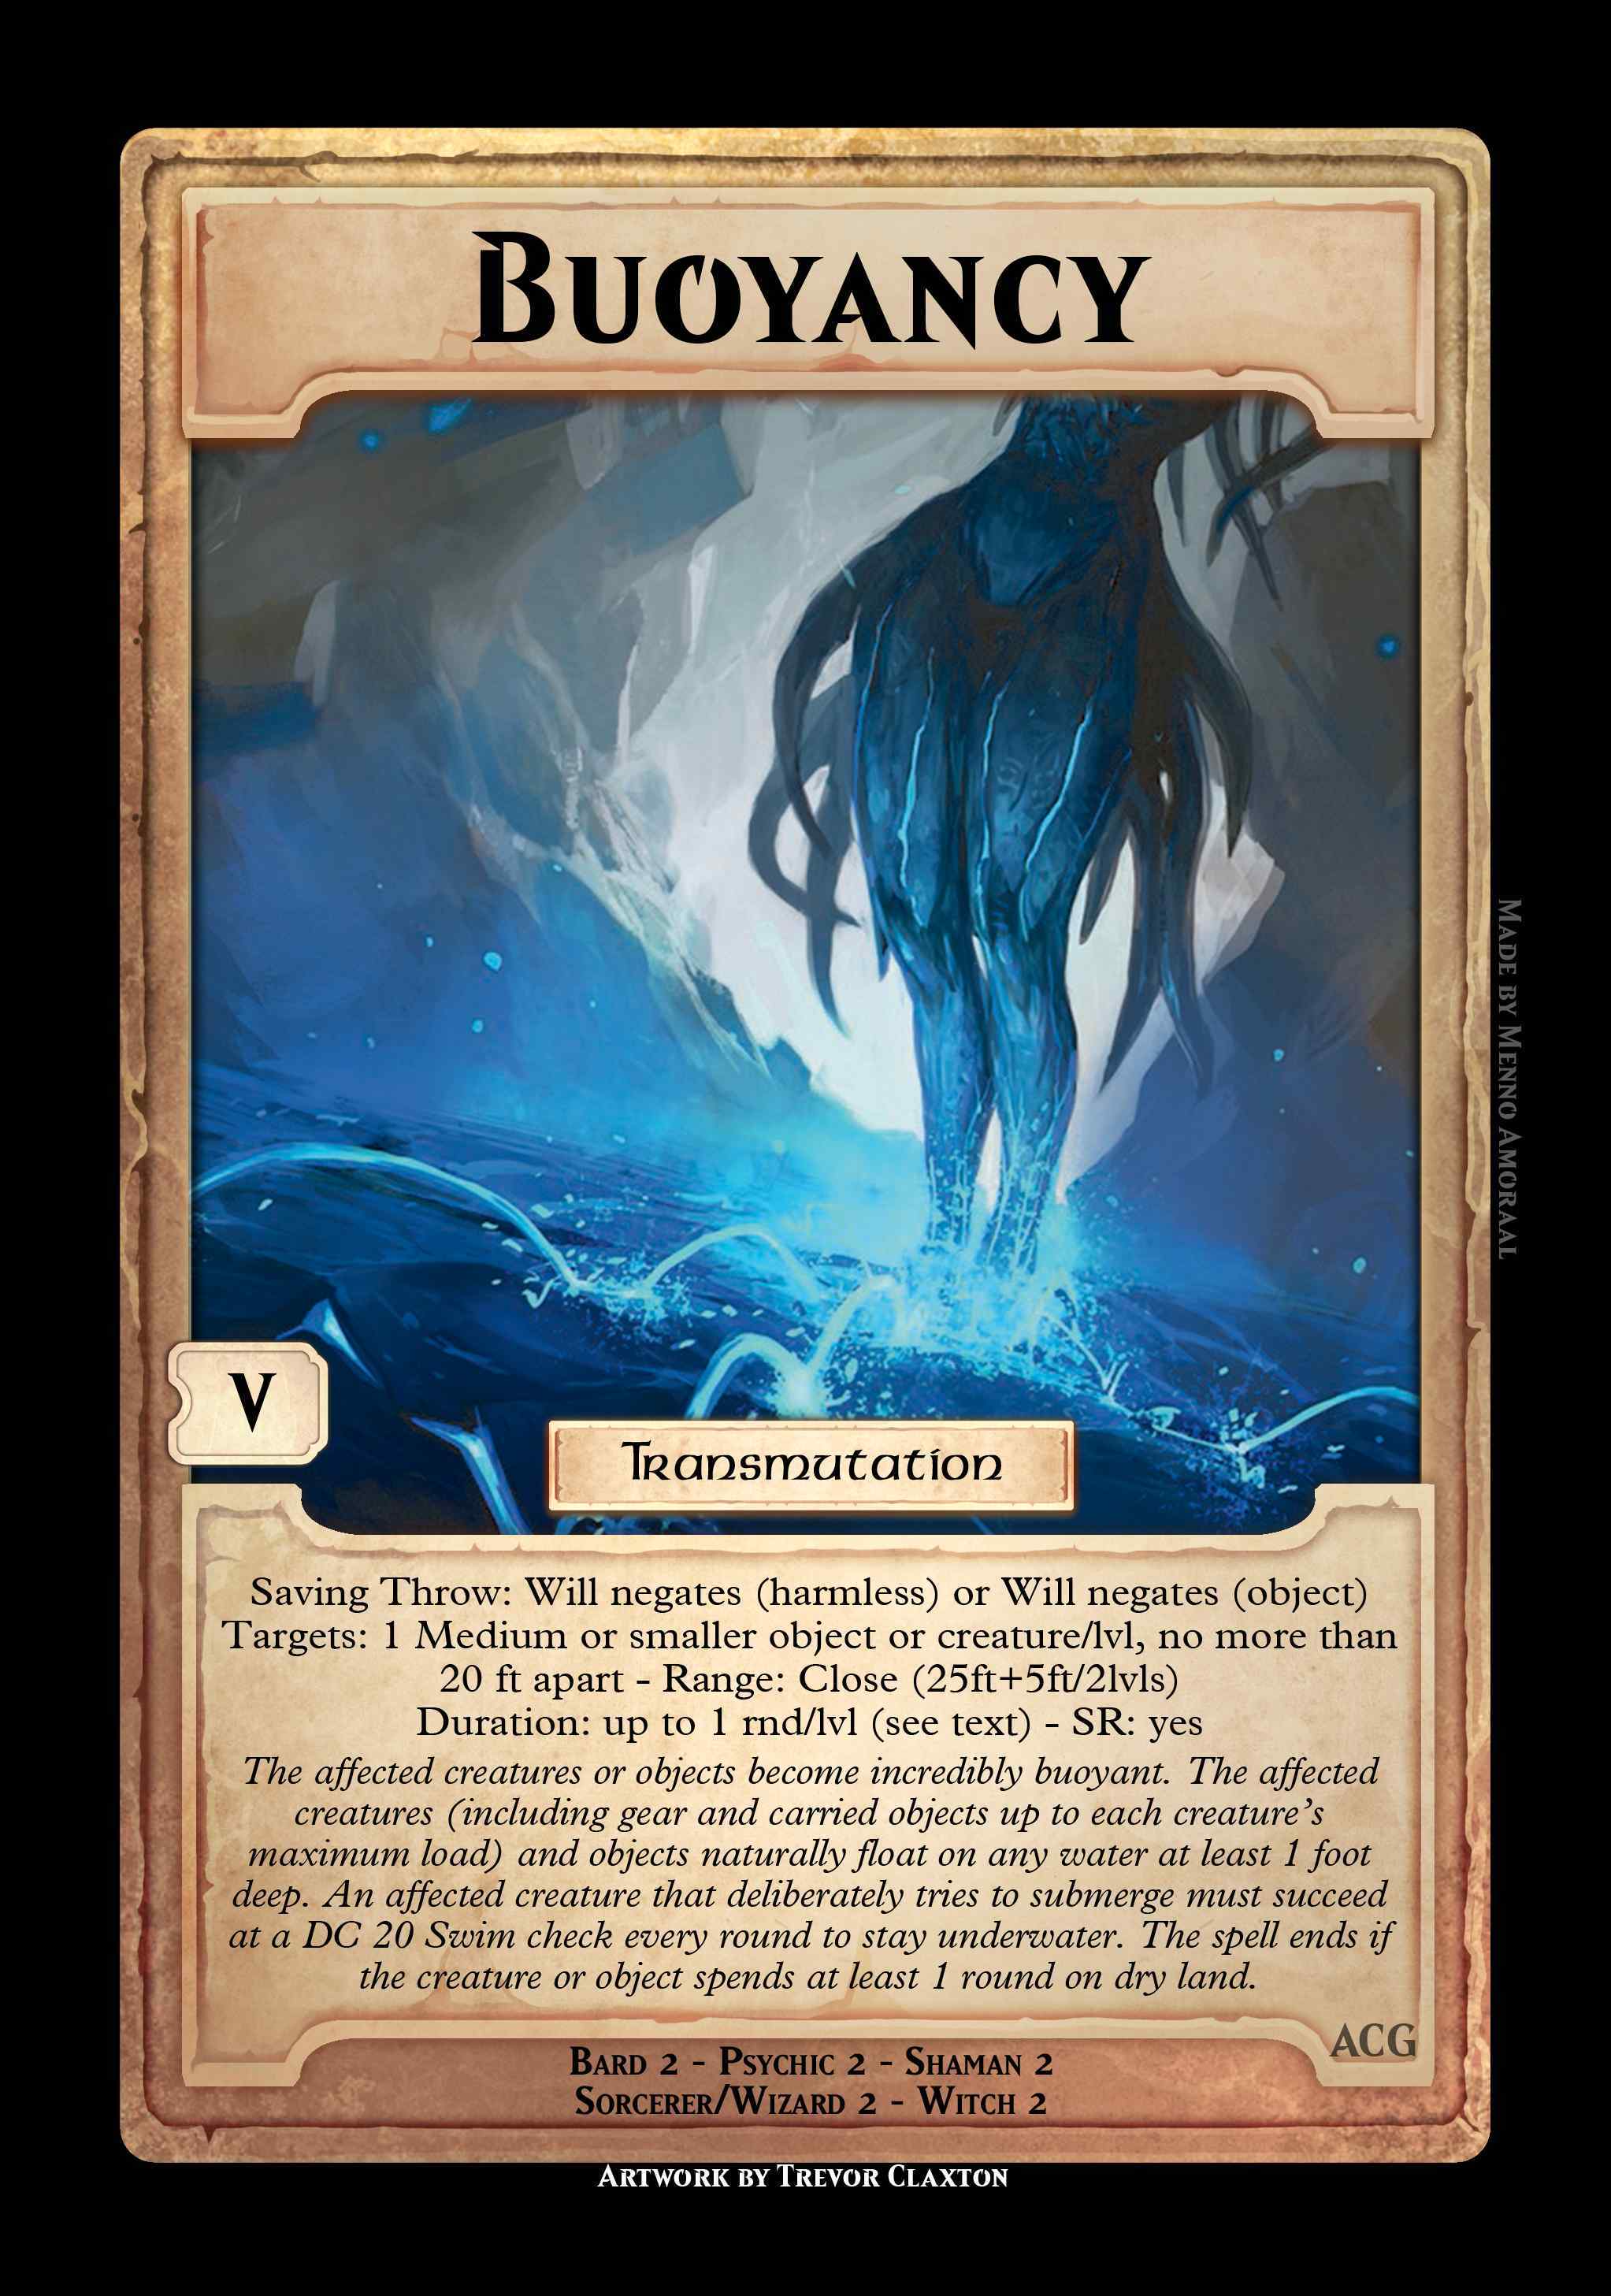 Buoyancy
Made by Menno Amoraal
V
Transmutation
Saving Throw: Will negates (harmless) or Will negates (object)
Targets: 1 Medium or smaller object or creature/lvl, no more than
20 ft apart - Range: Close (25ft+5ft/2lvls)
Duration: up to 1 rnd/lvl (see text) - SR: yes
The affected creatures or objects become incredibly buoyant. The affected
creatures (including gear and carried objects up to each creature's
maximum load) and objects naturally float on any water at least 1 foot
deep. An affected creature that deliberately tries to submerge must succeed
at a DC 20 Swim check every round to stay underwater. The spell ends if
the creature or object spends at least 1 round on dry land.
ACG
Bard 2 - Psychic 2 - Shaman 2
Sorcerer/Wizard 2 - Witch 2
Artwork by Trevor Claxton